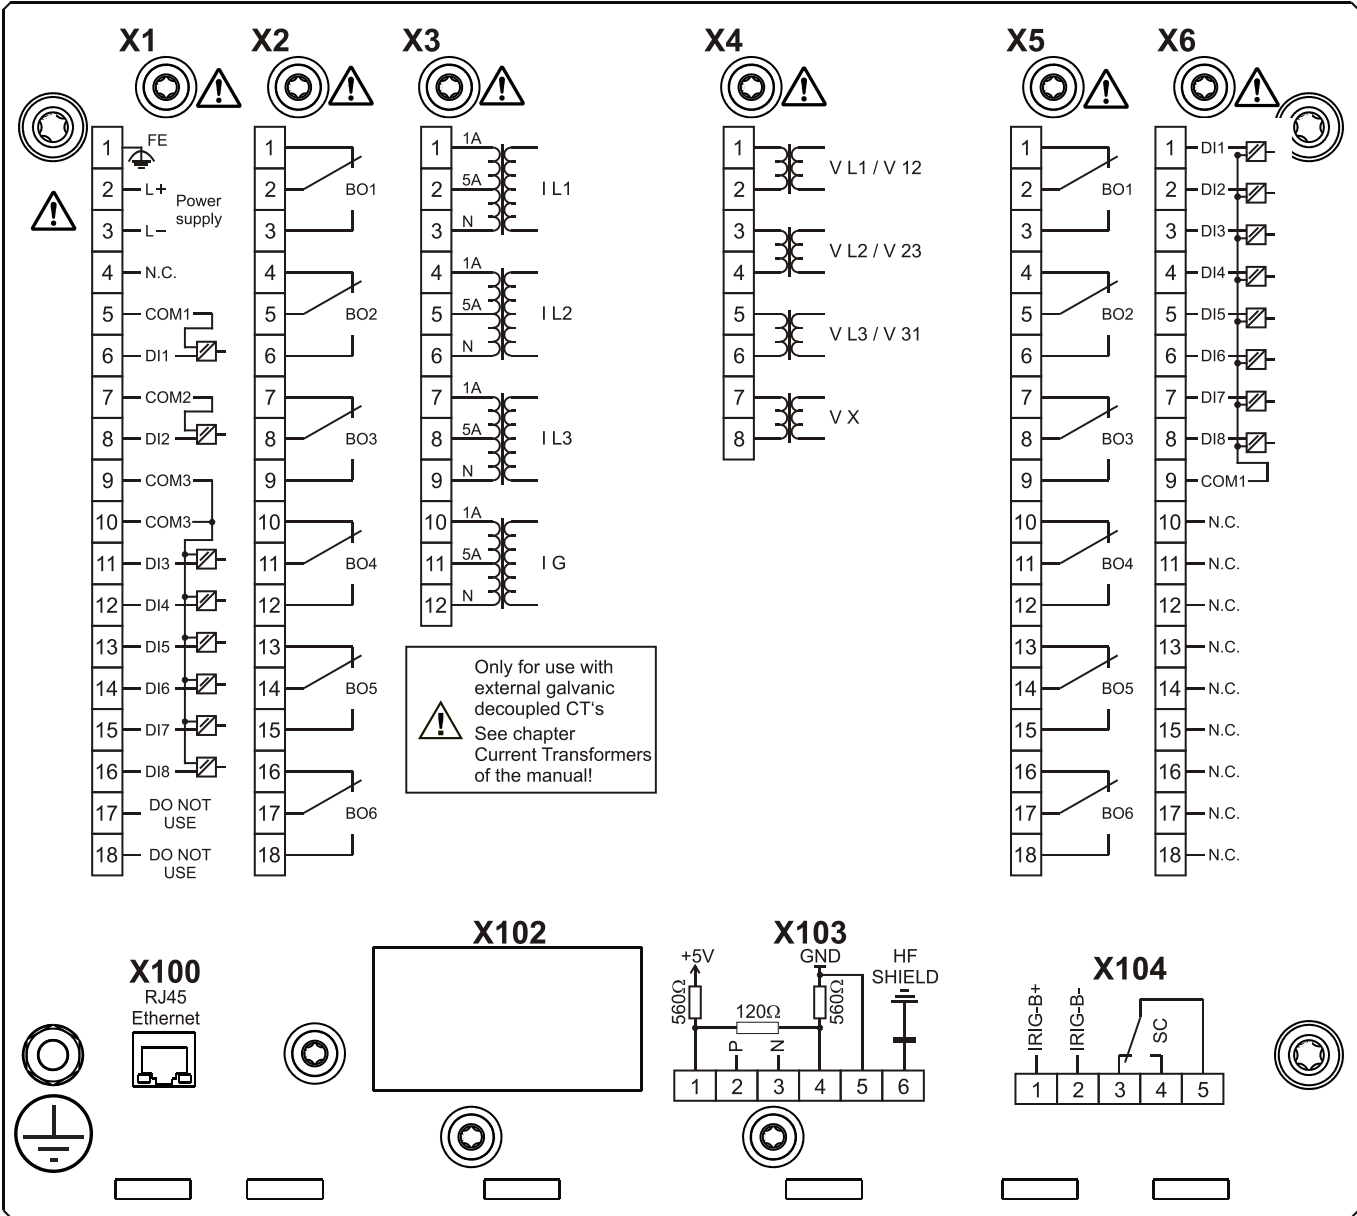 X1
X2
X3
X4
X5
X6
1 FE
2 L+
Power
supply
3 L−
4 N.C.
5 COM1
6 DI1
7 COM2
8 DI2
9 COM3
10 COM3
11 DI3
12 DI4
13 DI5
14 DI6
15 DI7
16 DI8
17 DO NOT
USE
18 DO NOT
USE
1
2 BO1
3
4
5 BO2
6
7
8 BO3
9
10
11 BO4
12
13
14 BO5
15
16
17 BO6
18
1 1A
2 5A I L1
3 N
4 1A
5 5A I L2
6 N
7 1A
8 5A I L3
9 N
10 1A
11 5A I G
12 N
Only for use with
external galvanic
decoupled CT‘s
See chapter
Current Transformers
of the manual!
1
V L1 / V 12
2
3
V L2 / V 23
4
5
V L3 / V 31
6
7
V X
8
1
2 BO1
3
4
5 BO2
6
7
8 BO3
9
10
11 BO4
12
13
14 BO5
15
16
17 BO6
18
1 DI1
2 DI2
3 DI3
4 DI4
5 DI5
6 DI6
7 DI7
8 DI8
9 COM1
10 N.C.
11 N.C.
12 N.C.
13 N.C.
14 N.C.
15 N.C.
16 N.C.
17 N.C.
18 N.C.
X100
RJ45
Ethernet
X102
X103
+5V
GND
HF
SHIELD
560Ω
120Ω
560Ω
P
N
1 2 3 4 5 6
X104
IRIG-B+
IRIG-B-
SC
1 2 3 4 5